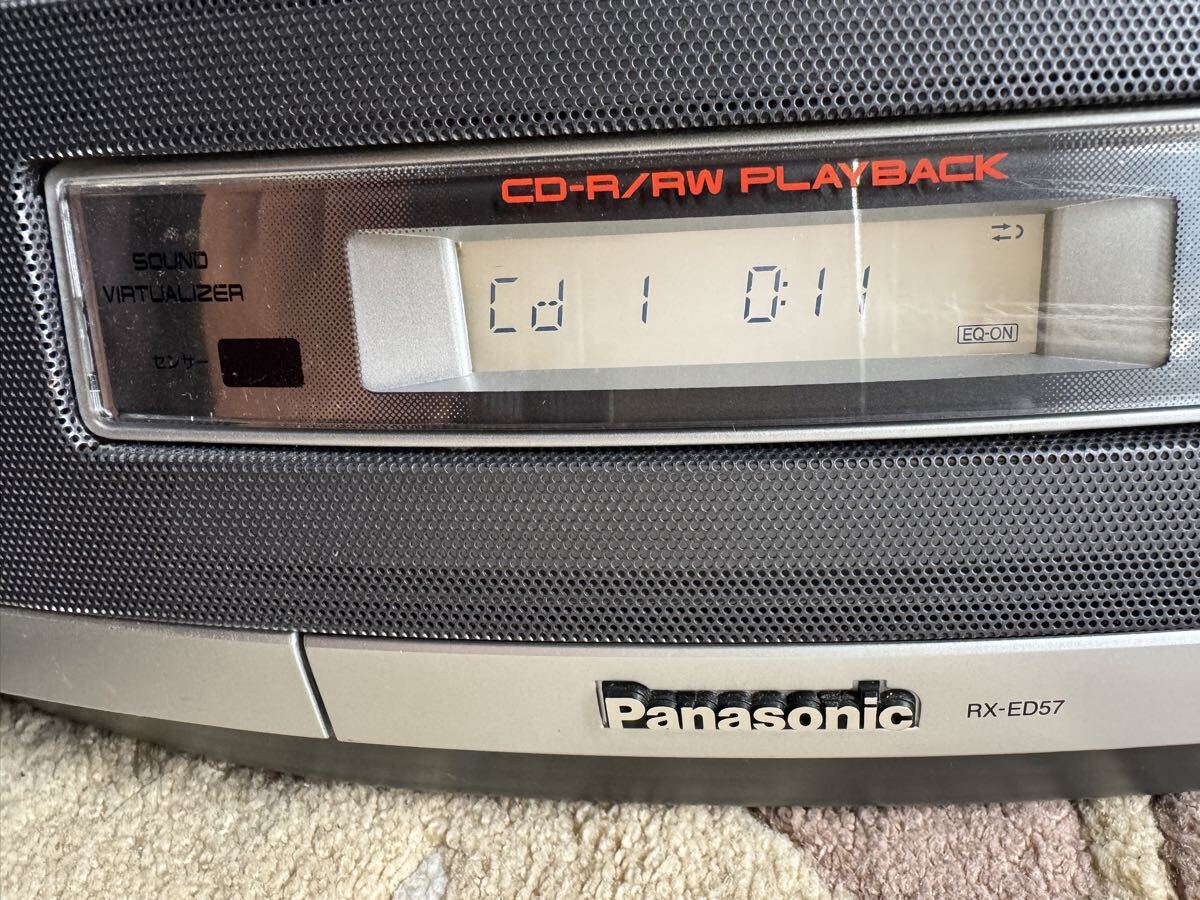 CD-R/RW PLAYBACK
SOUND
VIRTUALIZER
センサー
Cd 1 0:11
EQ-ON
Panasonic RX-ED57